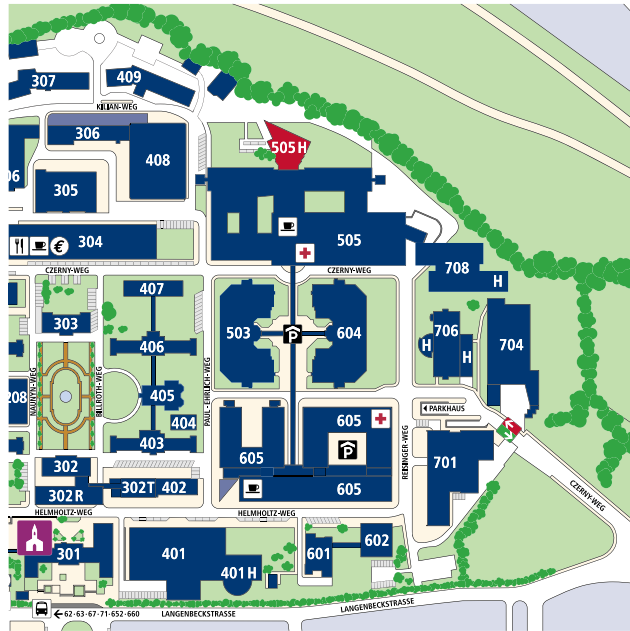 307
409
KILIAN-WEG
306
408
505 H
06
305
304
€
505
CZERNY-WEG
CZERNY-WEG
708
H
407
303
503
P
604
706
H
H
704
406
NAUNYN-WEG
BILLROTH-WEG
PAUL-EHRLICH-WEG
208
405
404
403
PARKHAUS
605
605
P
REISINGER-WEG
701
302
302 R
302T
402
605
CZERNY-WEG
HELMHOLTZ-WEG
HELMHOLTZ-WEG
301
401
401 H
601
602
62-63-67-71-652-660
LANGENBECKSTRASSE
LANGENBECKSTRASSE